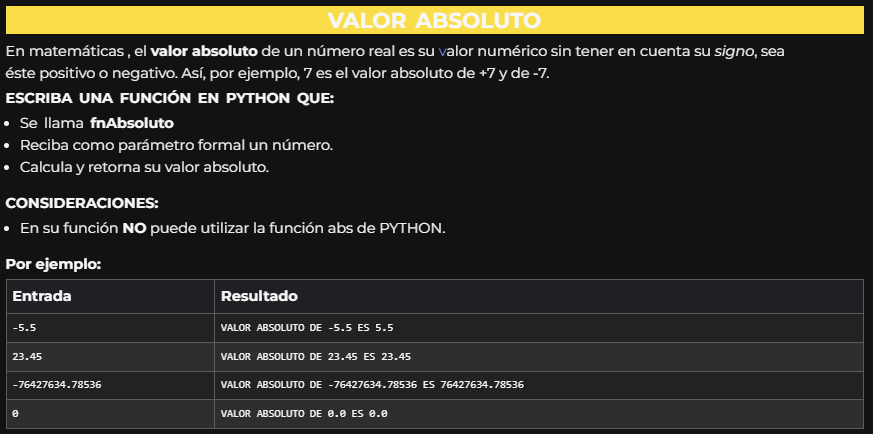 VALOR ABSOLUTO
En matemáticas , el valor absoluto de un número real es su valor numérico sin tener en cuenta su signo, sea
éste positivo o negativo. Así, por ejemplo, 7 es el valor absoluto de +7 y de -7.
ESCRIBA UNA FUNCIÓN EN PYTHON QUE:
• Se llama fnAbsoluto
• Reciba como parámetro formal un número.
• Calcula y retorna su valor absoluto.
CONSIDERACIONES:
• En su función NO puede utilizar la función abs de PYTHON.
Por ejemplo:
Entrada Resultado
-5.5 VALOR ABSOLUTO DE -5.5 ES 5.5
23.45 VALOR ABSOLUTO DE 23.45 ES 23.45
-76427634.78536 VALOR ABSOLUTO DE -76427634.78536 ES 76427634.78536
0 VALOR ABSOLUTO DE 0.0 ES 0.0